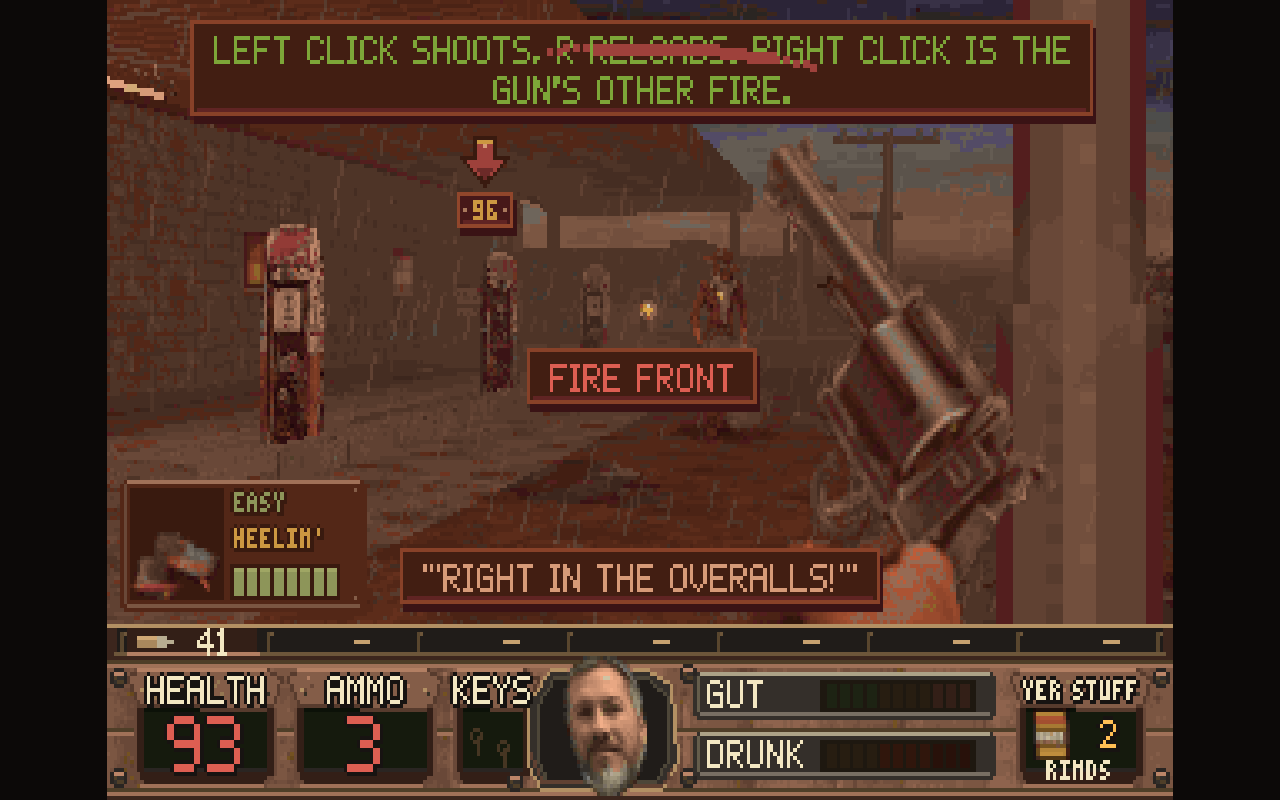 LEFT CLICK SHOOTS, R RELOADS. RIGHT CLICK IS THE
GUN'S OTHER FIRE.
96
FIRE FRONT
EASY
HEELIN'
"'RIGHT IN THE OVERALLS!'"
41
HEALTH
AMMO
KEYS
GUT
YER STUFF
93
3
DRUNK
2
RINDS